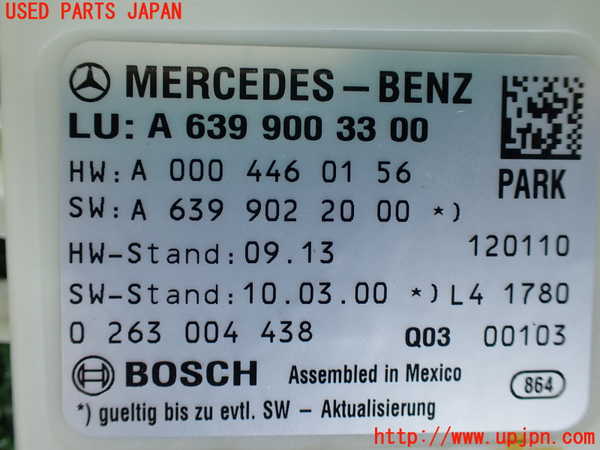 USED PARTS JAPAN
MERCEDES-BENZ
LU: A 639 900 33 00
HW: A 000 446 01 56
PARK
SW: A 639 902 20 00 *)
HW-Stand: 09.13 120110
SW-Stand: 10.03.00 *) L4 1780
0 263 004 438 Q03 00103
BOSCH Assembled in Mexico 864
*) gueltig bis zu evtl. SW - Aktualisierung
http://www.upjpn.com/